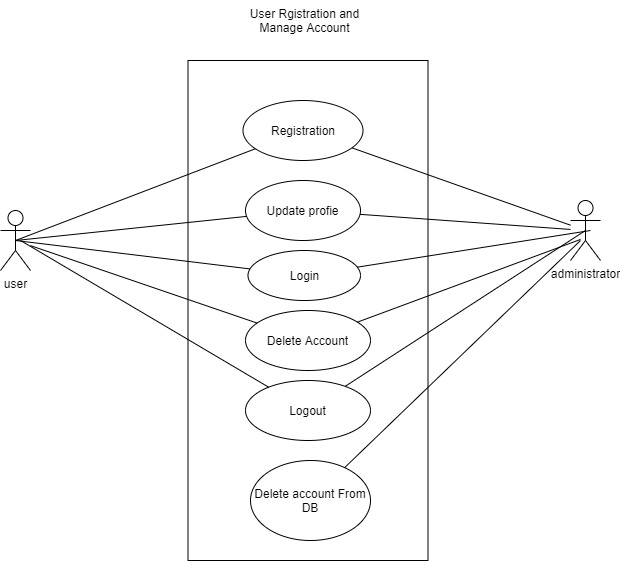 User Rgistration and
Manage Account
Registration
Update profie
Login
Delete Account
Logout
Delete account From
DB
user
administrator